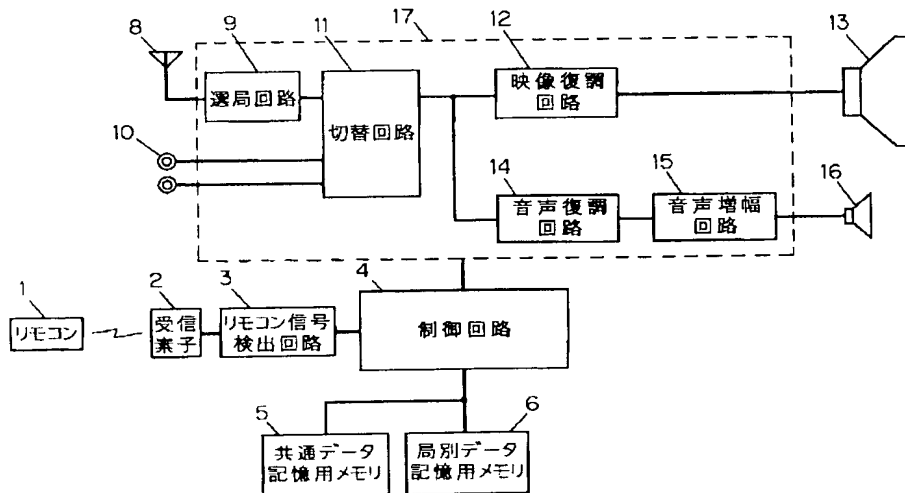 8
9
選局回路
10
11
切替回路
17
12
映像復調
回路
13
14
音声復調
回路
15
音声増幅
回路
16
1
リモコン
2
受信
素子
3
リモコン信号
検出回路
4
制御回路
5
共通データ
記憶用メモリ
6
局別データ
記憶用メモリ